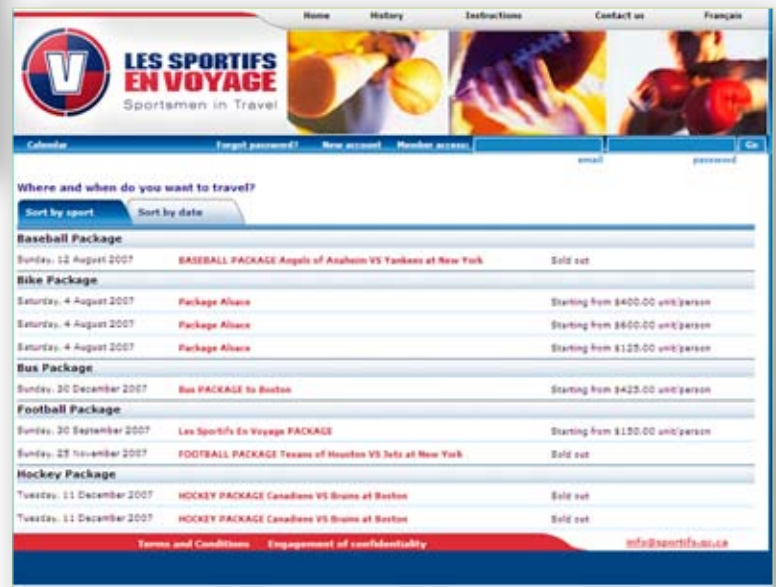 Home History Instructions Contact us Français
LES SPORTIFS
EN VOYAGE
Sportsmen in Travel
Calendar Forgot password? New account Member access: Go
email password
Where and when do you want to travel?
Sort by sport Sort by date
Baseball Package
Sunday, 12 August 2007 BASEBALL PACKAGE Angels of Anaheim VS Yankees at New York Sold out
Bike Package
Saturday, 4 August 2007 Package Alsace Starting from $400.00 unit/person
Saturday, 4 August 2007 Package Alsace Starting from $600.00 unit/person
Saturday, 4 August 2007 Package Alsace Starting from $125.00 unit/person
Bus Package
Sunday, 30 December 2007 Bus PACKAGE to Boston Starting from $425.00 unit/person
Football Package
Sunday, 30 September 2007 Les Sportifs En Voyage PACKAGE Starting from $150.00 unit/person
Sunday, 25 November 2007 FOOTBALL PACKAGE Texans of Houston VS Jets at New York Sold out
Hockey Package
Tuesday, 11 December 2007 HOCKEY PACKAGE Canadiens VS Bruins at Boston Sold out
Tuesday, 11 December 2007 HOCKEY PACKAGE Canadiens VS Bruins at Boston Sold out
Terms and Conditions Engagement of confidentiality info@sportifs.qc.ca